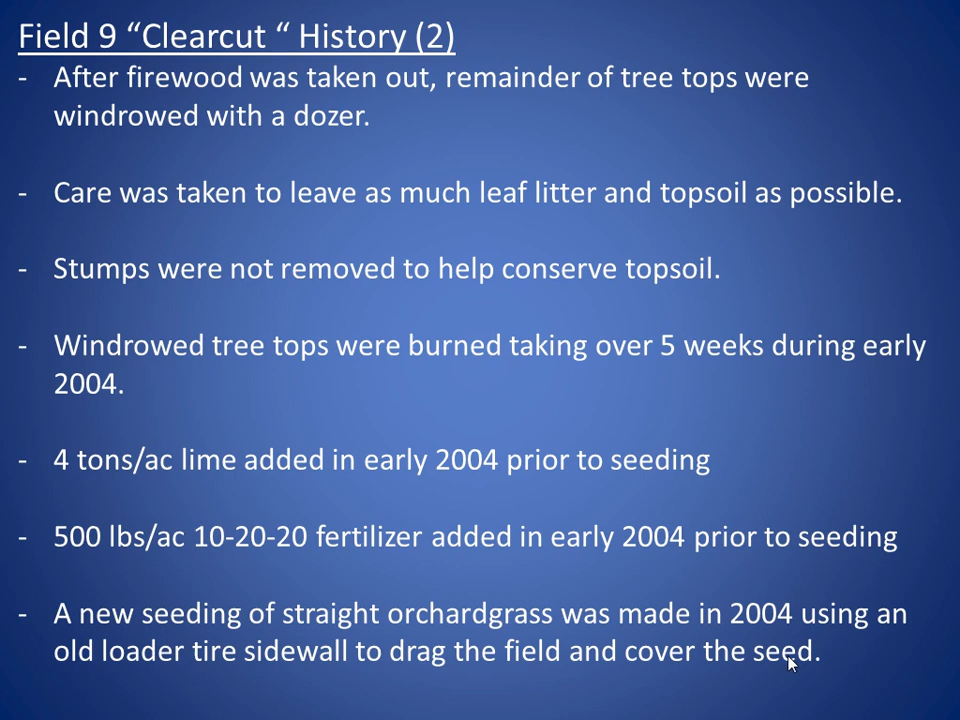 Field 9 “Clearcut “ History (2)
- After firewood was taken out, remainder of tree tops were
windrowed with a dozer.
- Care was taken to leave as much leaf litter and topsoil as possible.
- Stumps were not removed to help conserve topsoil.
- Windrowed tree tops were burned taking over 5 weeks during early
2004.
- 4 tons/ac lime added in early 2004 prior to seeding
- 500 lbs/ac 10-20-20 fertilizer added in early 2004 prior to seeding
- A new seeding of straight orchardgrass was made in 2004 using an
old loader tire sidewall to drag the field and cover the seed.